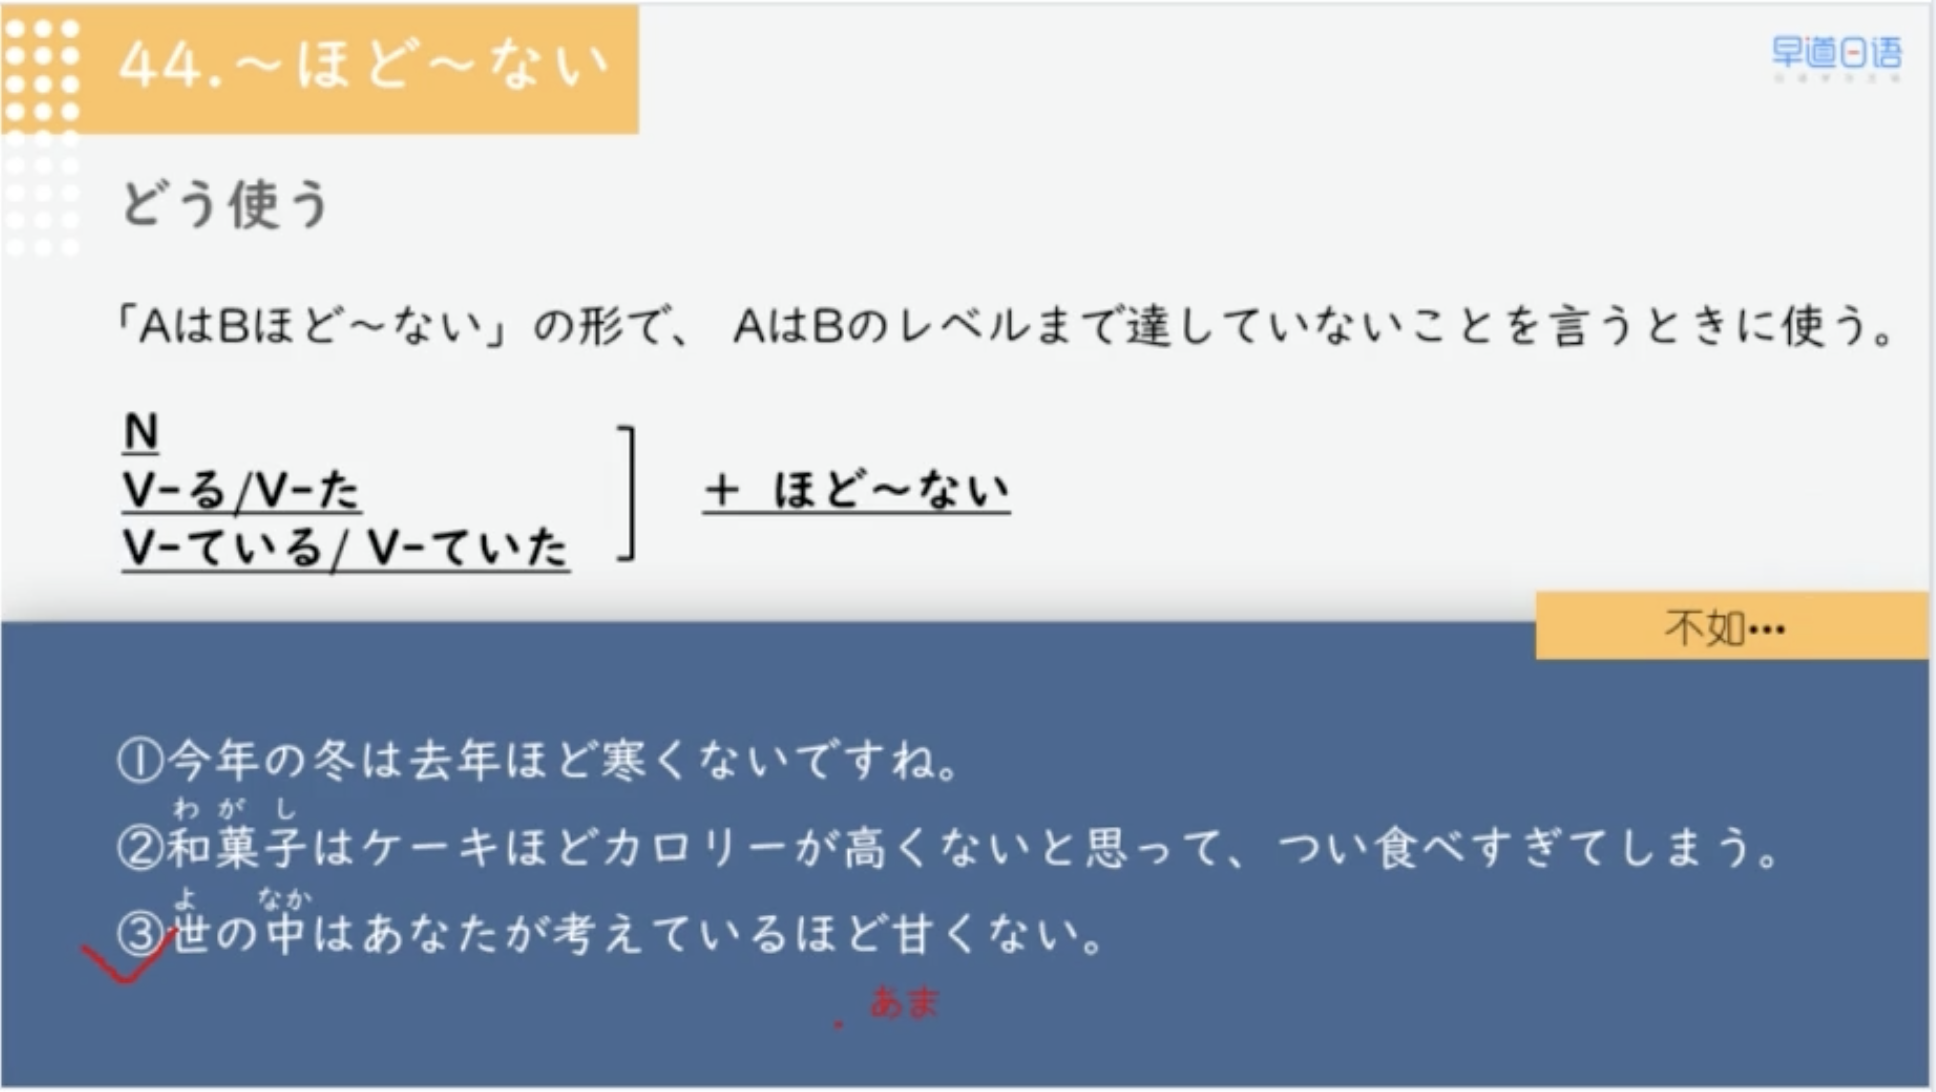 44.～ほど～ない
早道日语
どう使う
「AはBほど～ない」の形で、 AはBのレベルまで達していないことを言うときに使う。
N
V-る/V-た
V-ている/ V-ていた
+ ほど～ない
不如…
①今年の冬は去年ほど寒くないですね。
わ が し
②和菓子はケーキほどカロリーが高くないと思って、つい食べすぎてしまう。
よ なか
③世の中はあなたが考えているほど甘くない。
あま